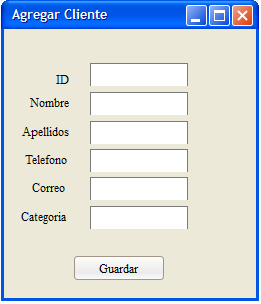 Agregar Cliente
ID
Nombre
Apellidos
Telefono
Correo
Categoria
Guardar